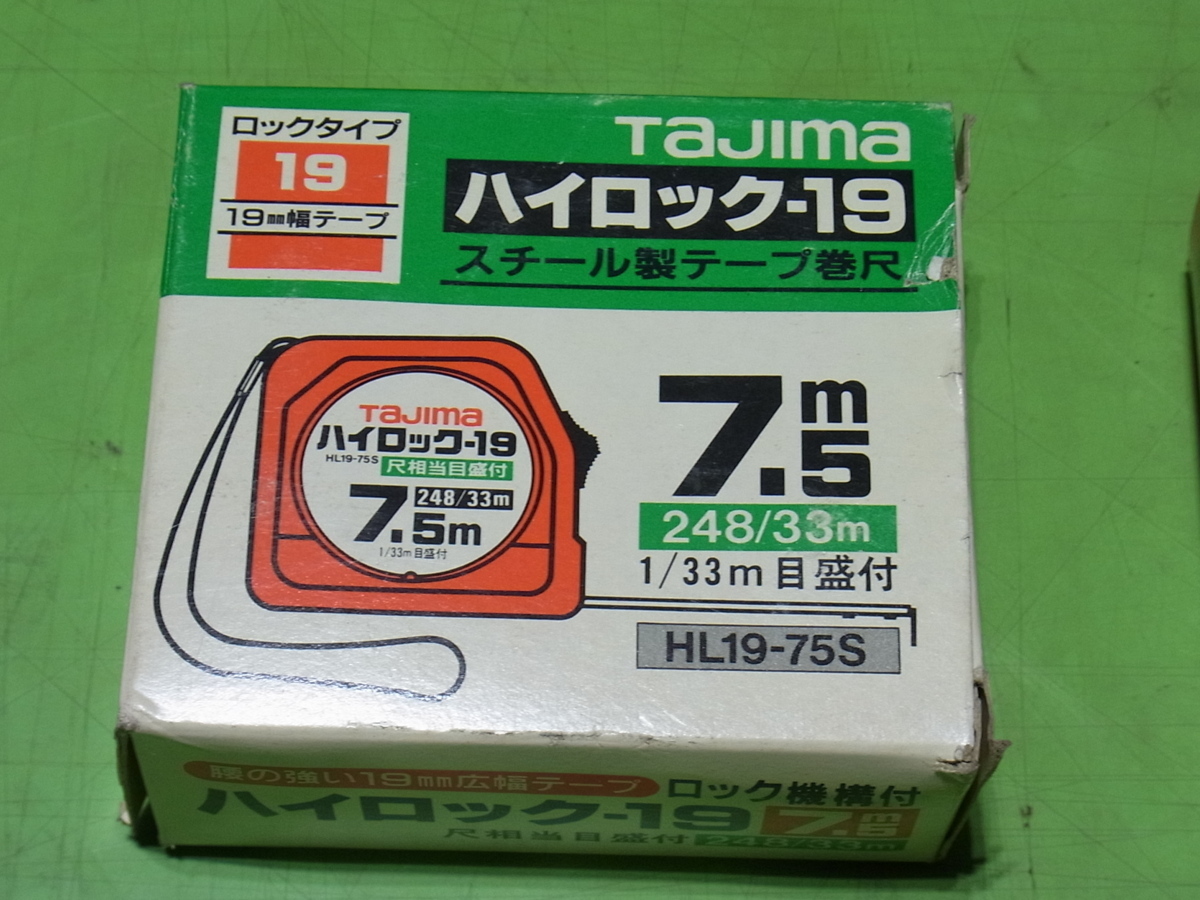 ロックタイプ
19
19mm幅テープ
TaJIma
ハイロック-19
スチール製テープ巻尺
TaJIma
ハイロック-19
HL19-75S 尺相当目盛付
7.5m 248/33m
1/33m目盛付
7.5m
248/33m
1/33m目盛付
HL19-75S
腰の強い19mm広幅テープ ロック機構付
ハイロック-19 7.5m
尺相当目盛付 248/33m